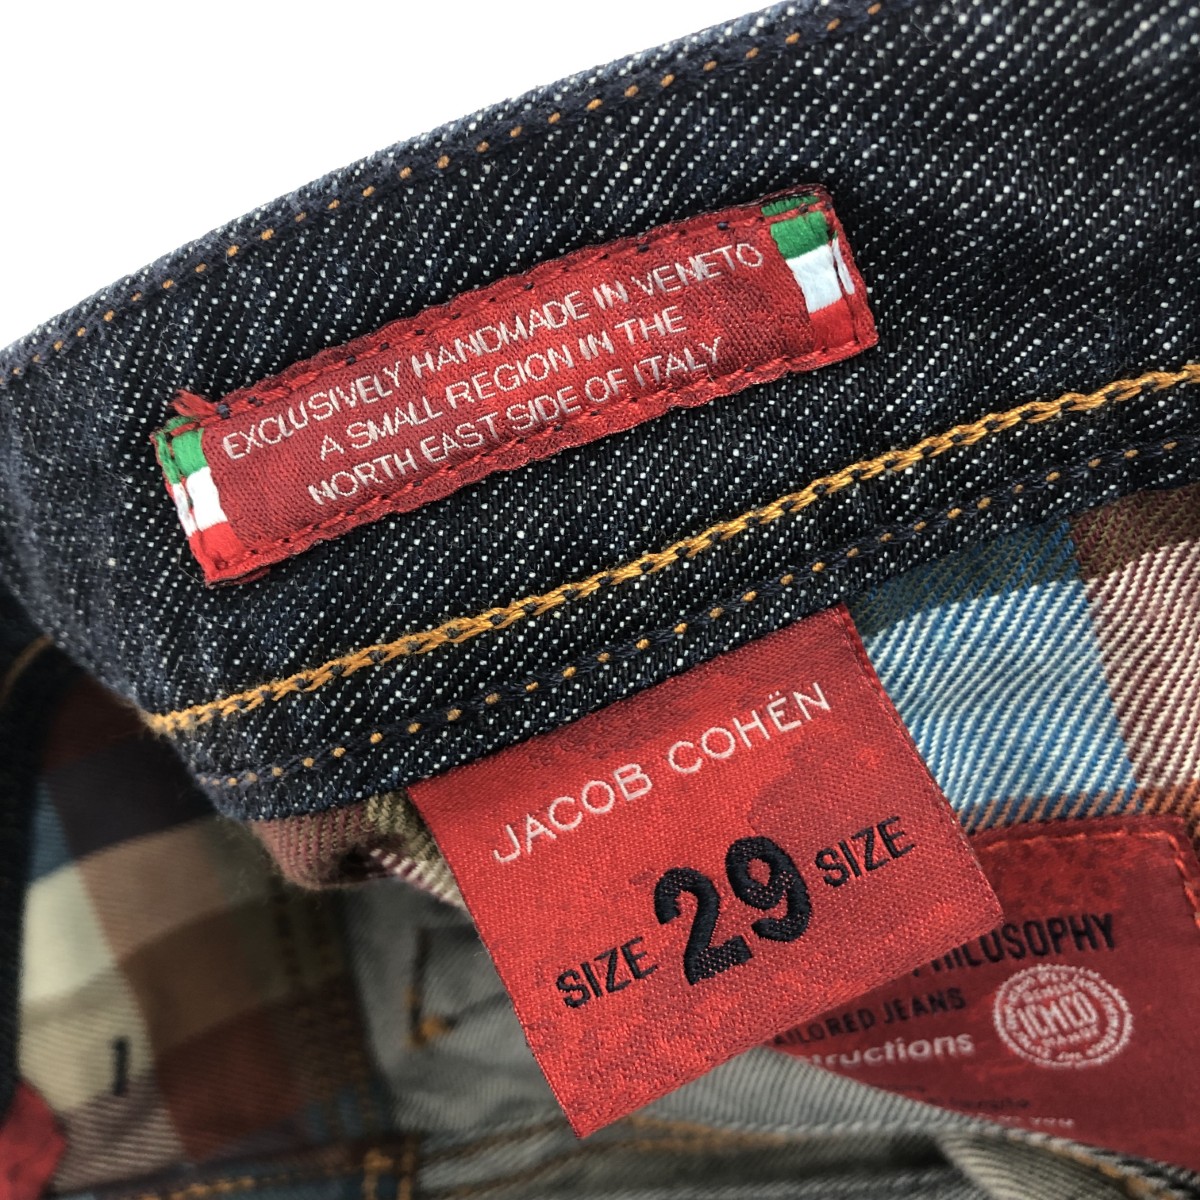 EXCLUSIVELY HANDMADE IN VENETO
A SMALL REGION IN THE
NORTH EAST SIDE OF ITALY
JACOB COHËN
SIZE 29 SIZE
PHILOSOPHY
TAILORED JEANS